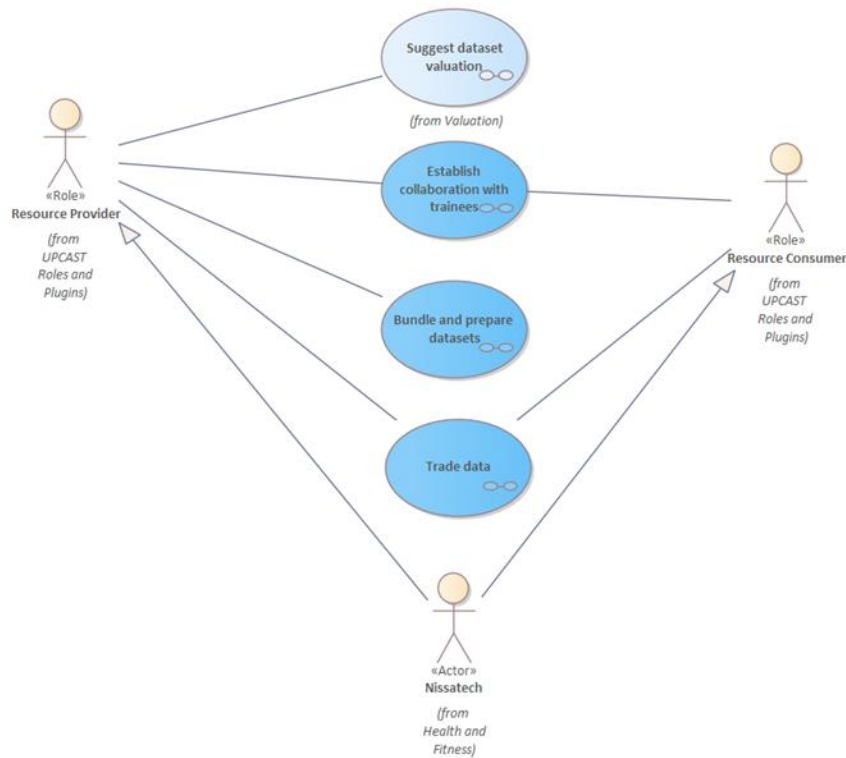 Suggest dataset
valuation
(from Valuation)
Establish
collaboration with
trainees
«Role»
Resource Provider
(from
UPCAST
Roles and
Plugins)
«Role»
Resource Consumer
(from
UPCAST
Roles and
Plugins)
Bundle and prepare
datasets
Trade data
«Actor»
Nissatech
(from
Health and
Fitness)